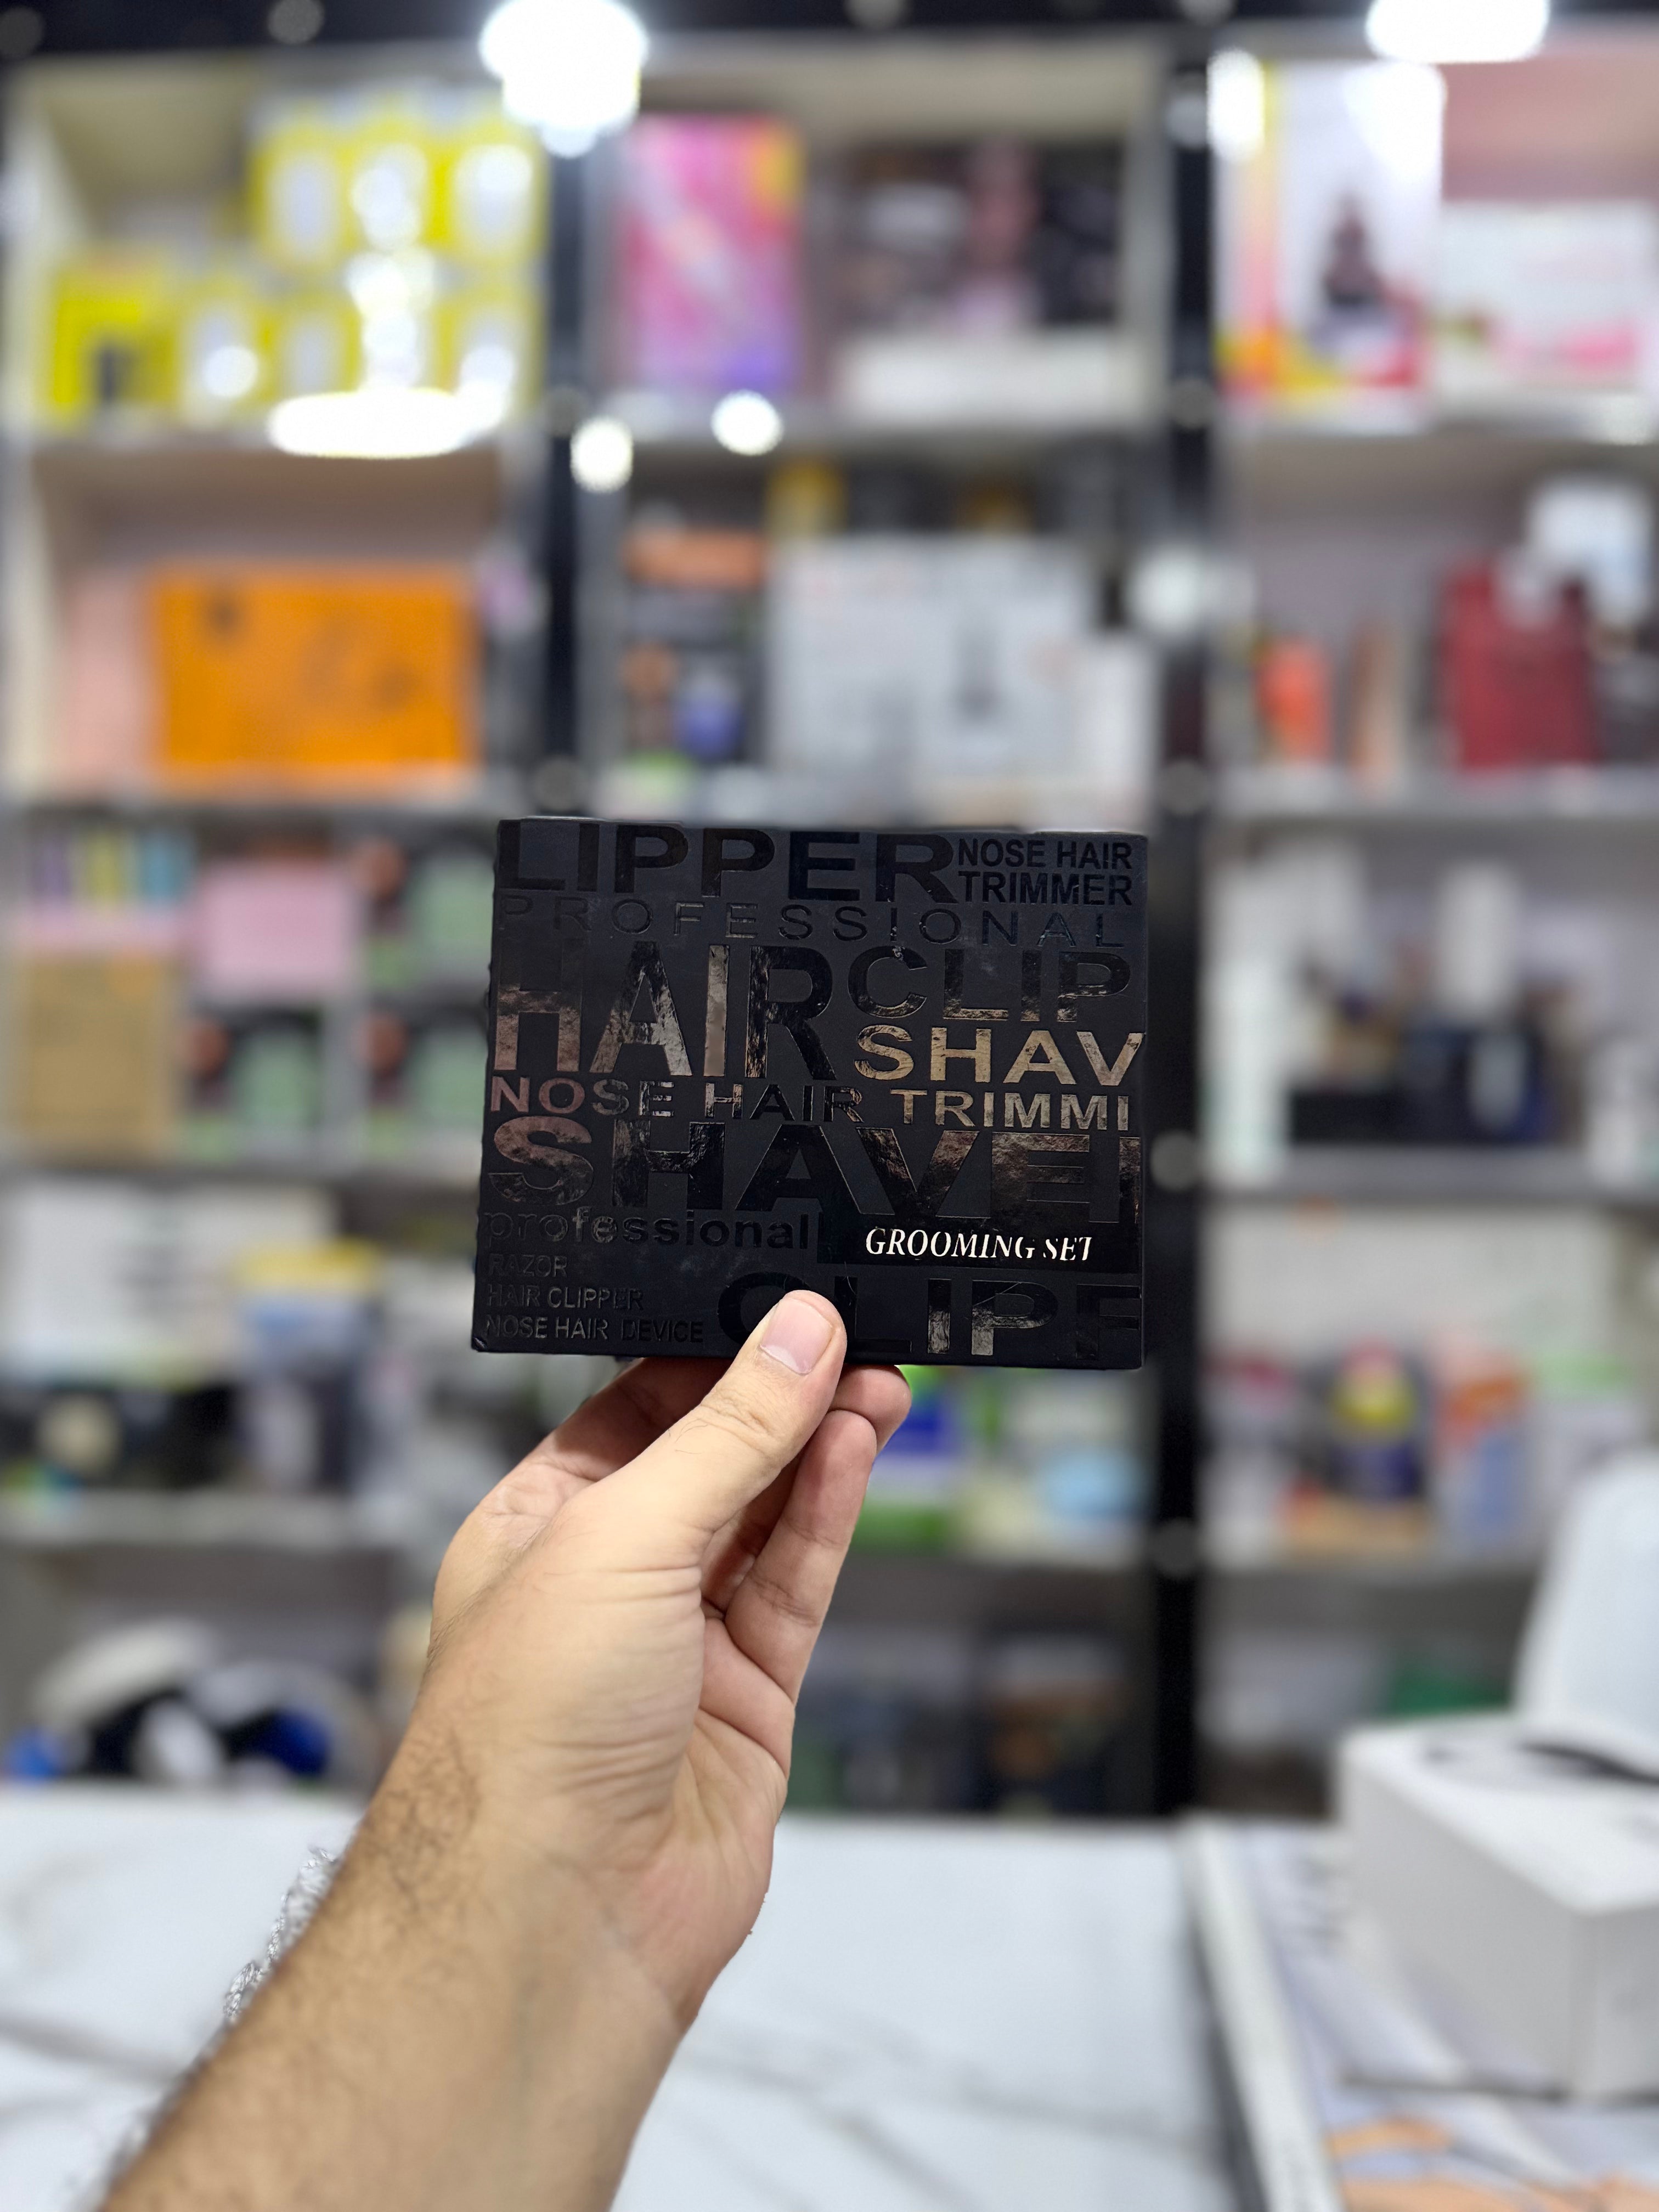 LIPPER
NOSE HAIR
TRIMMER
PROFESSIONAL
HAIR
CLIP
SHAV
NOSE HAIR TRIMMI
SHAVE
professional
GROOMING SET
RAZOR
HAIR CLIPPER
NOSE HAIR DEVICE
CLIPP